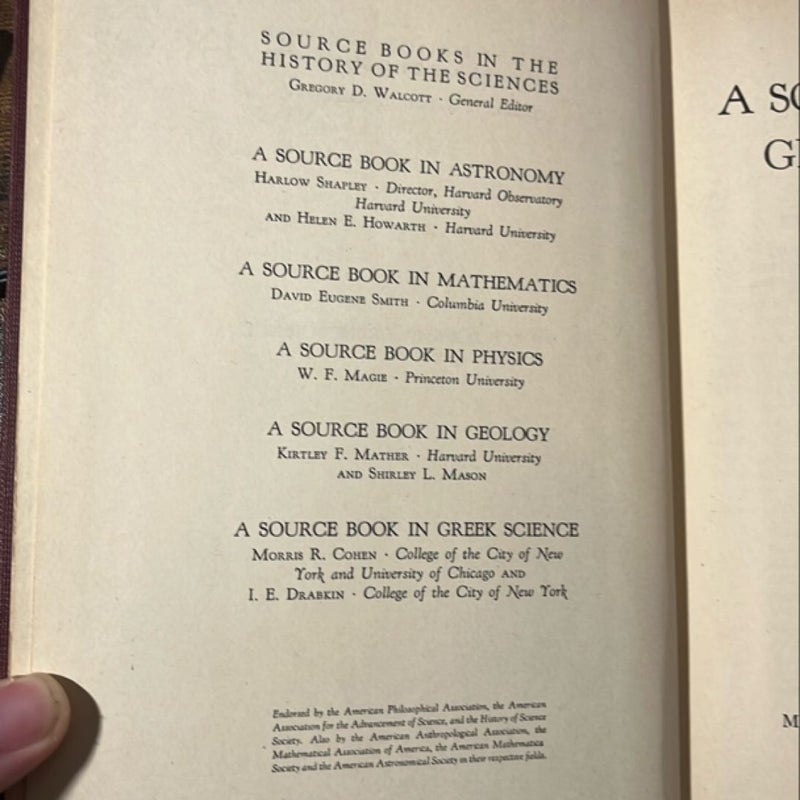 SOURCE BOOKS IN THE
HISTORY OF THE SCIENCES
GREGORY D. WALCOTT · General Editor
A SOURCE BOOK IN ASTRONOMY
HARLOW SHAPLEY · Director, Harvard Observatory
Harvard University
AND HELEN E. HOWARTH · Harvard University
A SOURCE BOOK IN MATHEMATICS
DAVID EUGENE SMITH · Columbia University
A SOURCE BOOK IN PHYSICS
W. F. MAGIE · Princeton University
A SOURCE BOOK IN GEOLOGY
KIRTLEY F. MATHER · Harvard University
AND SHIRLEY L. MASON
A SOURCE BOOK IN GREEK SCIENCE
MORRIS R. COHEN · College of the City of New
York and University of Chicago AND
I. E. DRABKIN · College of the City of New York
Endorsed by the American Philosophical Association, the American
Association for the Advancement of Science, and the History of Science
Society. Also by the American Anthropological Association, the
Mathematical Association of America, the American Mathematica
Society and the American Astronomical Society in their respective fields.
A SO
G
M